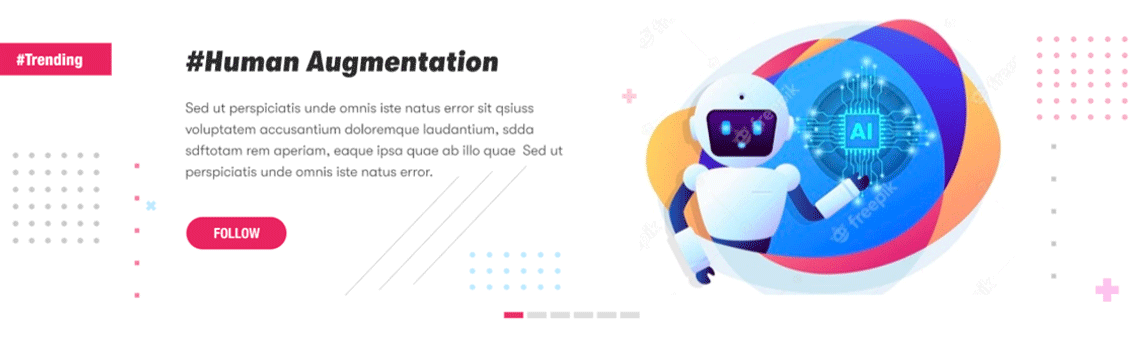 #Trending
#Human Augmentation
Sed ut perspiciatis unde omnis iste natus error sit qsiuss
voluptatem accusantium doloremque laudantium, sdda
sdftotam rem aperiam, eaque ipsa quae ab illo quae Sed ut
perspiciatis unde omnis iste natus error.
FOLLOW
AI
freepik
freepik